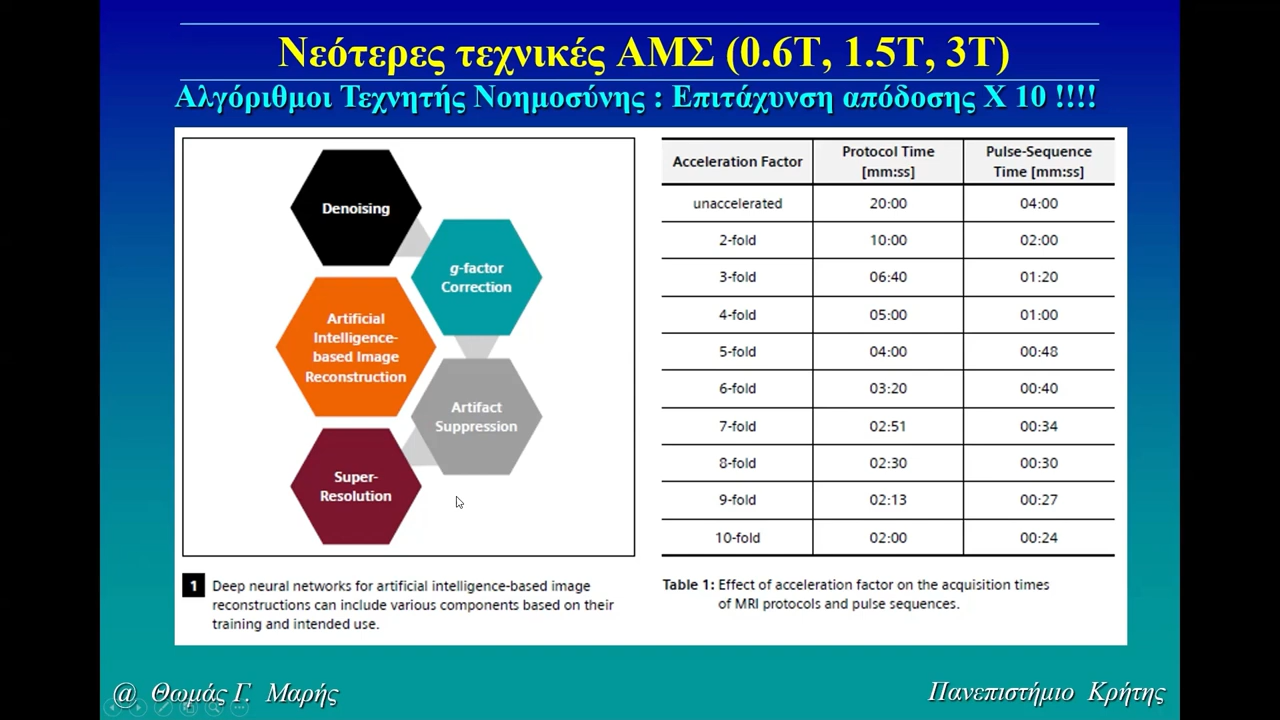 Νεότερες τεχνικές ΑΜΣ (0.6Τ, 1.5Τ, 3Τ)
Αλγόριθμοι Τεχνητής Νοημοσύνης : Επιτάχυνση απόδοσης Χ 10 !!!!
Denoising
g-factor
Correction
Artificial
Intelligence-
based Image
Reconstruction
Artifact
Suppression
Super-
Resolution
1 Deep neural networks for artificial intelligence-based image
reconstructions can include various components based on their
training and intended use.
Acceleration Factor Protocol Time [mm:ss] Pulse-Sequence Time [mm:ss]
unaccelerated 20:00 04:00
2-fold 10:00 02:00
3-fold 06:40 01:20
4-fold 05:00 01:00
5-fold 04:00 00:48
6-fold 03:20 00:40
7-fold 02:51 00:34
8-fold 02:30 00:30
9-fold 02:13 00:27
10-fold 02:00 00:24
Table 1: Effect of acceleration factor on the acquisition times
of MRI protocols and pulse sequences.
@ Θωμάς Γ. Μαρής
Πανεπιστήμιο Κρήτης